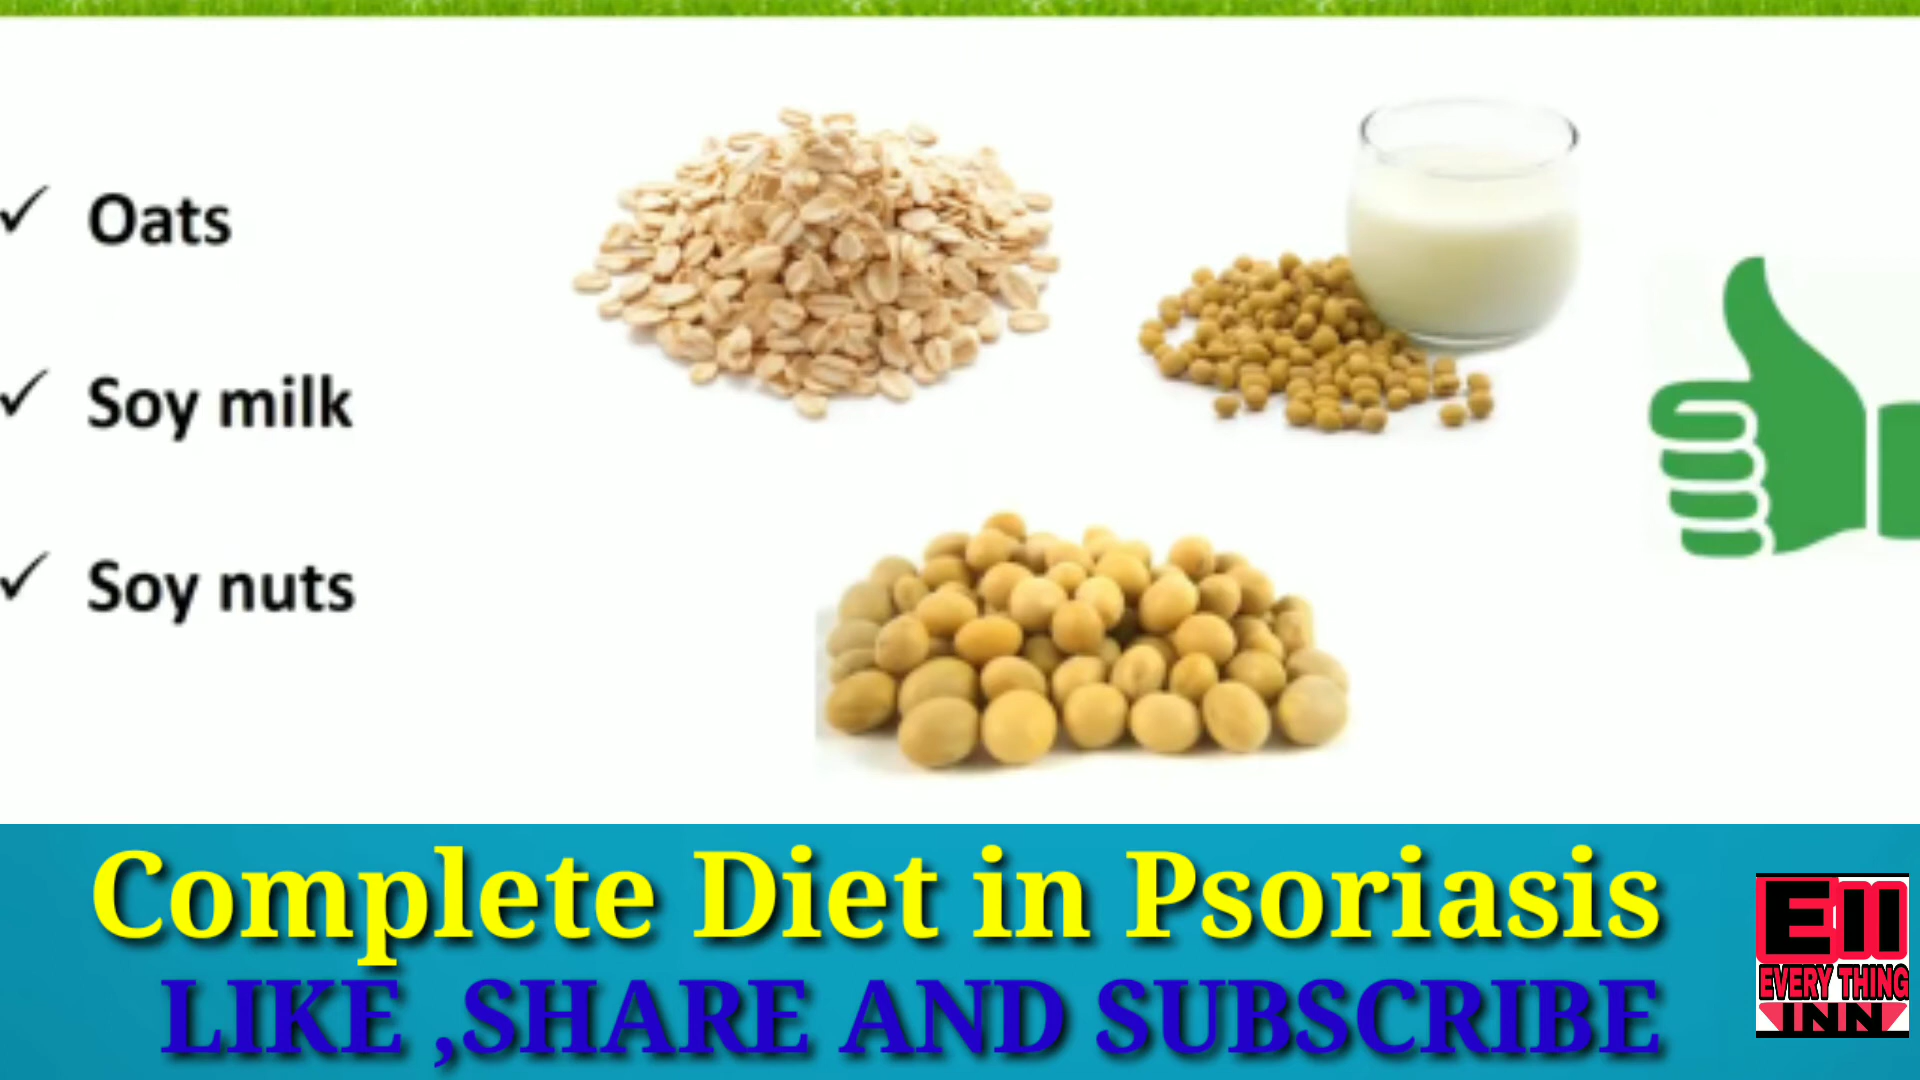 Oats
Soy milk
Soy nuts
Complete Diet in Psoriasis
LIKE ,SHARE AND SUBSCRIBE
EII
EVERY THING
INN